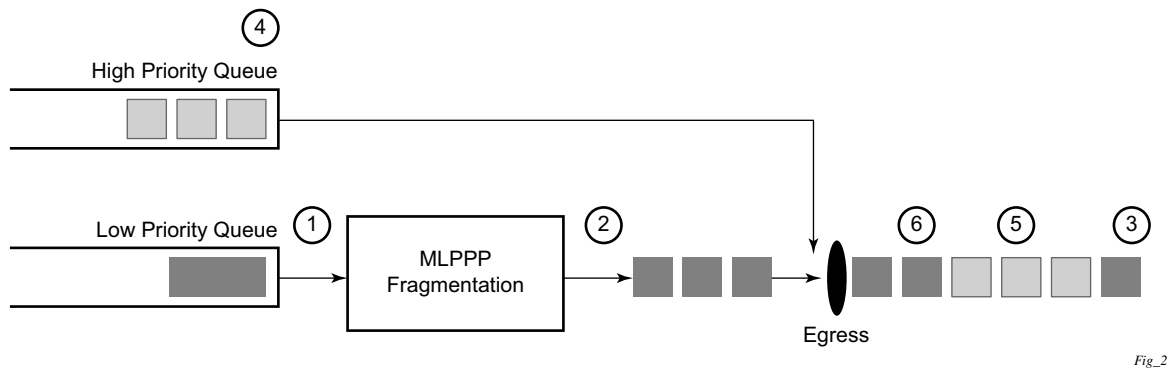 4
High Priority Queue
Low Priority Queue
1
MLPPP
Fragmentation
2
6
5
3
Egress
Fig_2